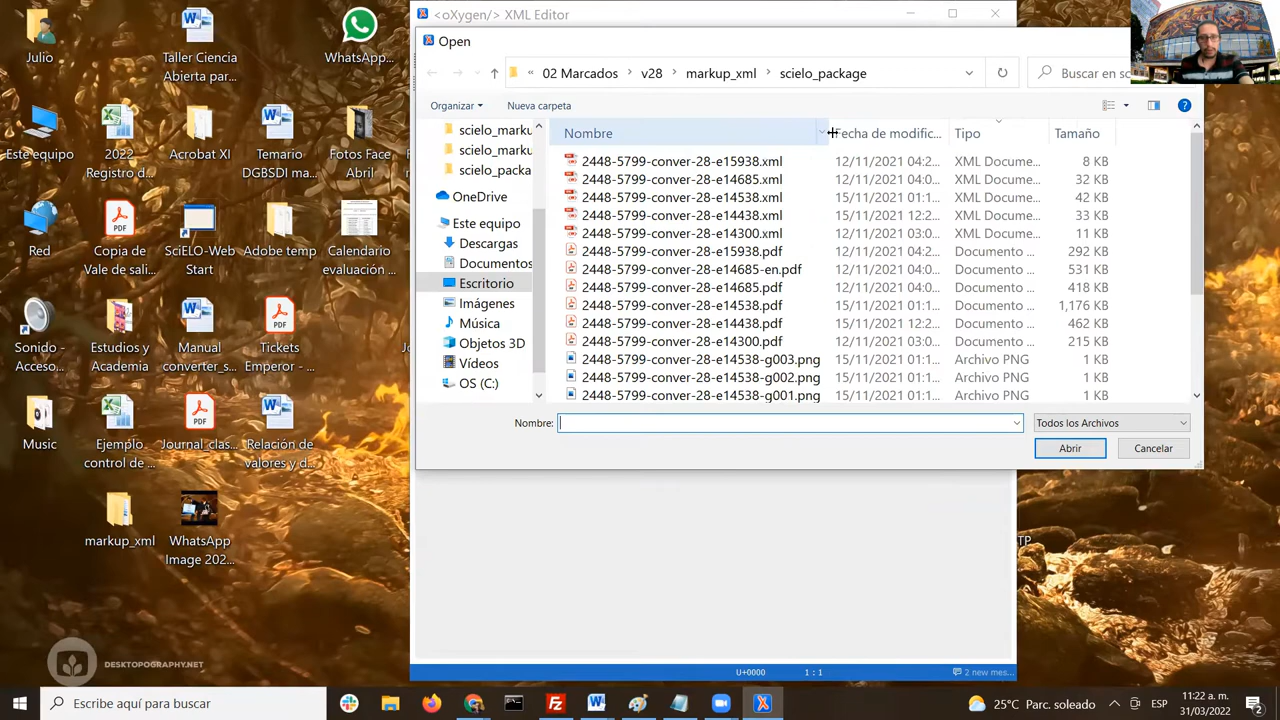 Julio
Taller Ciencia
Abierta par...
WhatsApp...
Este equipo
2022
Registro d...
Acrobat XI
Temario
DGBSDI ma...
Fotos Face
Abril
Red
Copia de
Vale de sali...
SciELO-Web
Start
Adobe temp
Calendario
evaluación ...
Sonido -
Acceso...
Estudios y
Academia
Manual
converter_s...
Tickets
Emperor - ...
Music
Ejemplo
control de ...
Journal_clas...
Relación de
valores y d...
markup_xml
WhatsApp
Image 202...
DESKTOPOGRAPHY.NET
<oXygen/> XML Editor
Open
« 02 Marcados > v28 > markup_xml > scielo_package
Buscar en sc
Organizar
Nueva carpeta
scielo_marku
scielo_marku
scielo_packa
OneDrive
Este equipo
Descargas
Documentos
Escritorio
Imágenes
Música
Objetos 3D
Vídeos
OS (C:)
Nombre Fecha de modific... Tipo Tamaño
2448-5799-conver-28-e15938.xml 12/11/2021 04:2... XML Docume... 8 KB
2448-5799-conver-28-e14685.xml 12/11/2021 04:0... XML Docume... 32 KB
2448-5799-conver-28-e14538.xml 15/11/2021 01:1... XML Docume... 42 KB
2448-5799-conver-28-e14438.xml 15/11/2021 12:2... XML Docume... 33 KB
2448-5799-conver-28-e14300.xml 12/11/2021 03:0... XML Docume... 11 KB
2448-5799-conver-28-e15938.pdf 12/11/2021 04:2... Documento ... 292 KB
2448-5799-conver-28-e14685-en.pdf 12/11/2021 04:0... Documento ... 531 KB
2448-5799-conver-28-e14685.pdf 12/11/2021 04:0... Documento ... 418 KB
2448-5799-conver-28-e14538.pdf 15/11/2021 01:1... Documento ... 1,176 KB
2448-5799-conver-28-e14438.pdf 15/11/2021 12:2... Documento ... 462 KB
2448-5799-conver-28-e14300.pdf 12/11/2021 03:0... Documento ... 215 KB
2448-5799-conver-28-e14538-g003.png 15/11/2021 01:1... Archivo PNG 1 KB
2448-5799-conver-28-e14538-g002.png 15/11/2021 01:1... Archivo PNG 1 KB
2448-5799-conver-28-e14538-g001.png 15/11/2021 01:1... Archivo PNG 1 KB
Nombre:
Todos los Archivos
Abrir
Cancelar
TP
U+0000 1 : 1 2 new mes...
Escribe aquí para buscar
25°C Parc. soleado
ESP
11:22 a. m.
31/03/2022
2